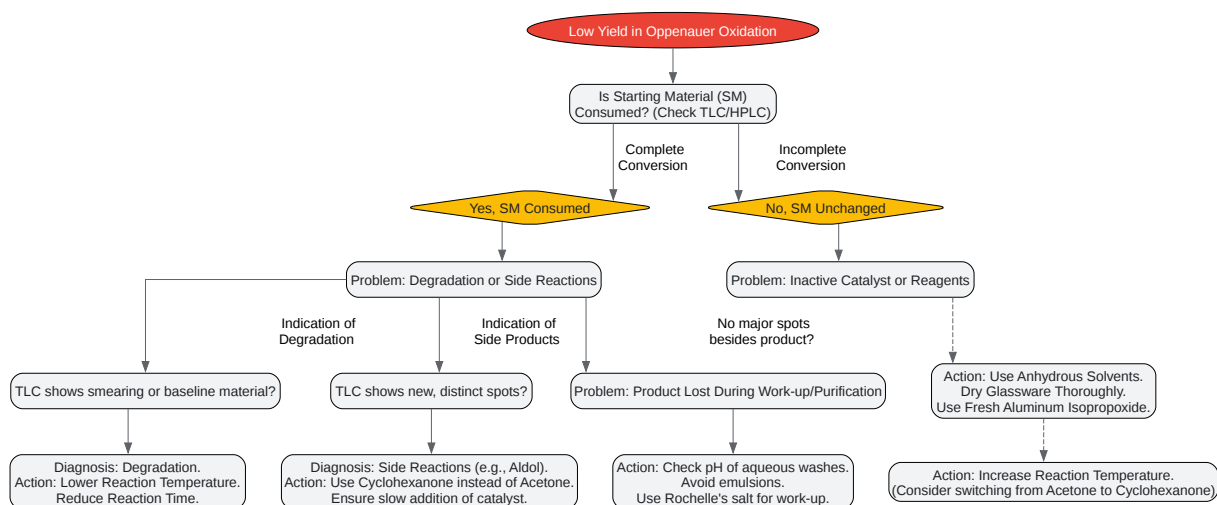 Low Yield in Oppenauer Oxidation
Is Starting Material (SM)
Consumed? (Check TLC/HPLC)
Complete
Conversion
Incomplete
Conversion
Yes, SM Consumed
No, SM Unchanged
Problem: Degradation or Side Reactions
Problem: Inactive Catalyst or Reagents
Indication of
Degradation
Indication of
Side Products
No major spots
besides product?
TLC shows smearing or baseline material?
TLC shows new, distinct spots?
Problem: Product Lost During Work-up/Purification
Action: Use Anhydrous Solvents.
Dry Glassware Thoroughly.
Use Fresh Aluminum Isopropoxide.
Diagnosis: Degradation.
Action: Lower Reaction Temperature.
Reduce Reaction Time.
Diagnosis: Side Reactions (e.g., Aldol).
Action: Use Cyclohexanone instead of Acetone.
Ensure slow addition of catalyst.
Action: Check pH of aqueous washes.
Avoid emulsions.
Use Rochelle's salt for work-up.
Action: Increase Reaction Temperature.
(Consider switching from Acetone to Cyclohexanone)